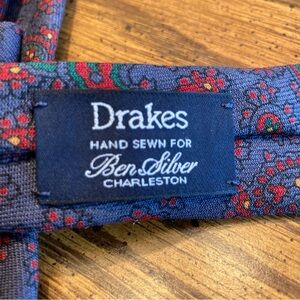 Drakes
HAND SEWN FOR
Ben Silver
CHARLESTON